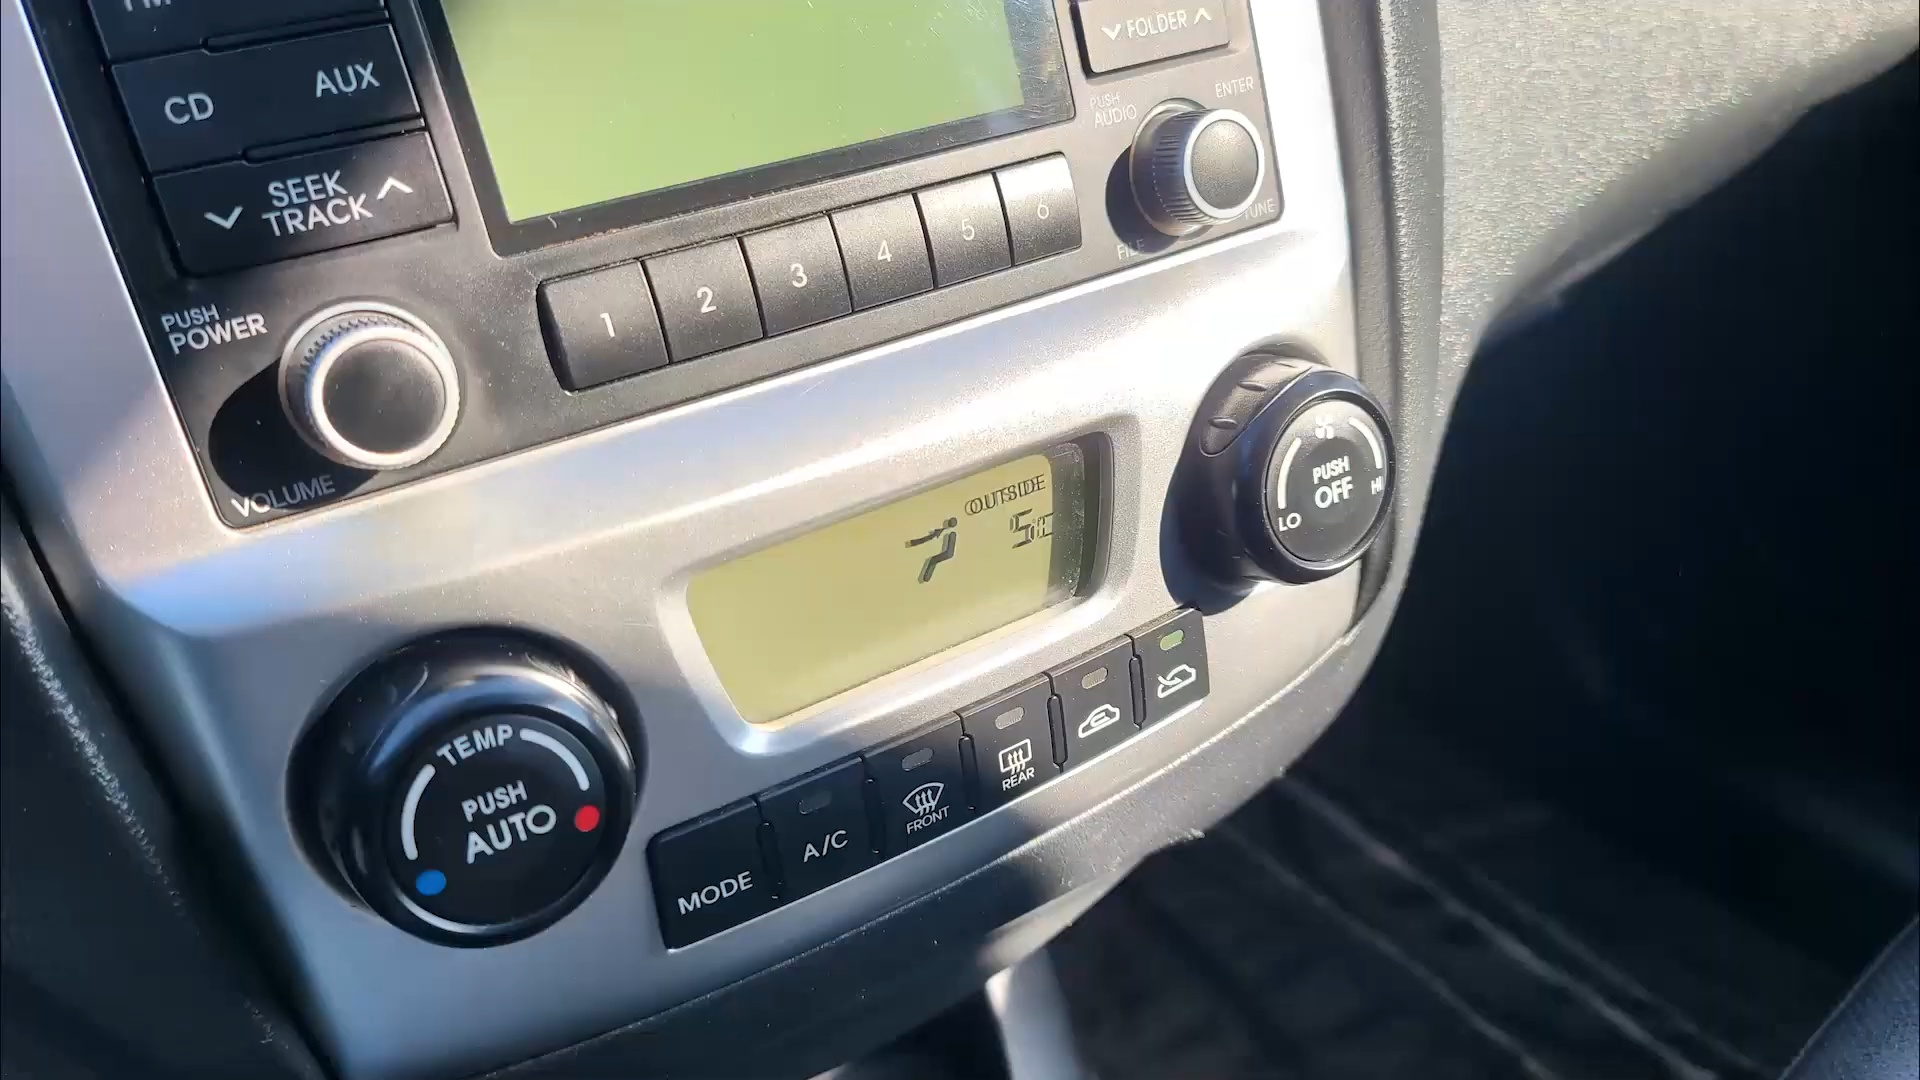 CD
AUX
SEEK
TRACK
FOLDER
PUSH
AUDIO
ENTER
TUNE
FILE
1
2
3
4
5
6
PUSH
POWER
VOLUME
OUTSIDE
PUSH
OFF
LO
HI
TEMP
PUSH
AUTO
MODE
A/C
FRONT
REAR